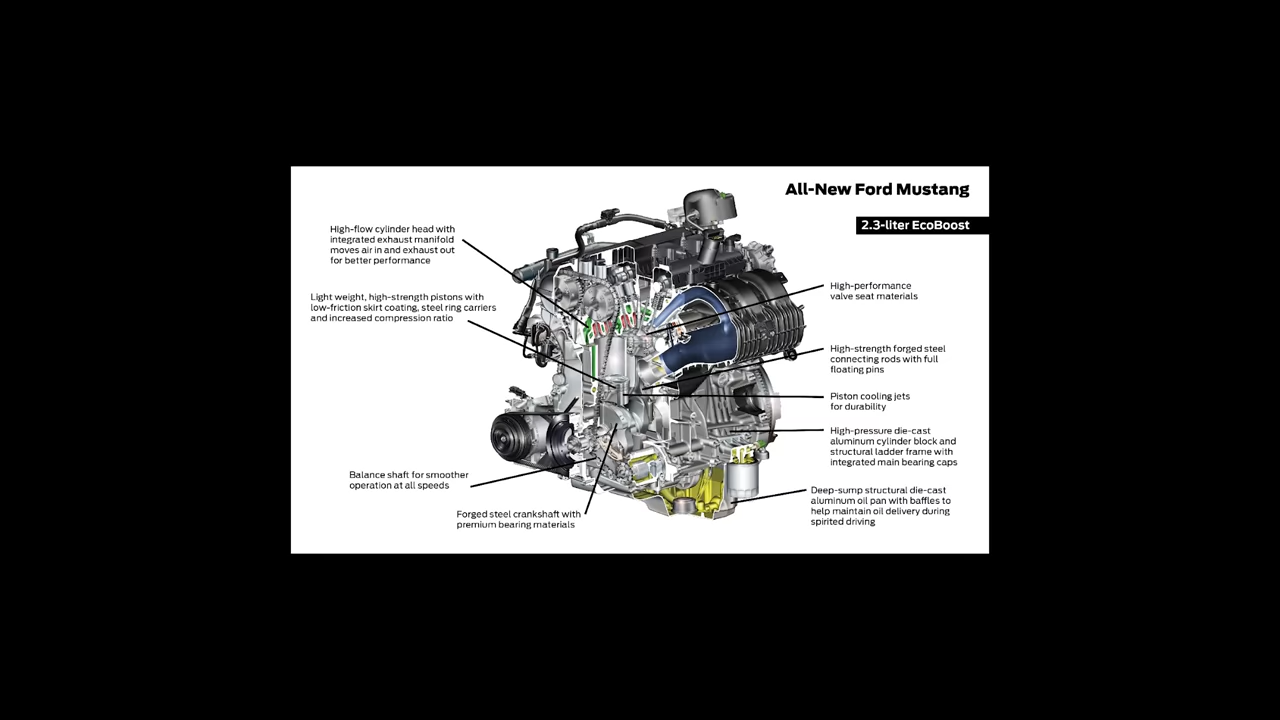 All-New Ford Mustang
2.3-liter EcoBoost
High-flow cylinder head with
integrated exhaust manifold
moves air in and exhaust out
for better performance
Light weight, high-strength pistons with
low-friction skirt coating, steel ring carriers
and increased compression ratio
Balance shaft for smoother
operation at all speeds
Forged steel crankshaft with
premium bearing materials
High-performance
valve seat materials
High-strength forged steel
connecting rods with full
floating pins
Piston cooling jets
for durability
High-pressure die-cast
aluminum cylinder block and
structural ladder frame with
integrated main bearing caps
Deep-sump structural die-cast
aluminum oil pan with baffles to
help maintain oil delivery during
spirited driving